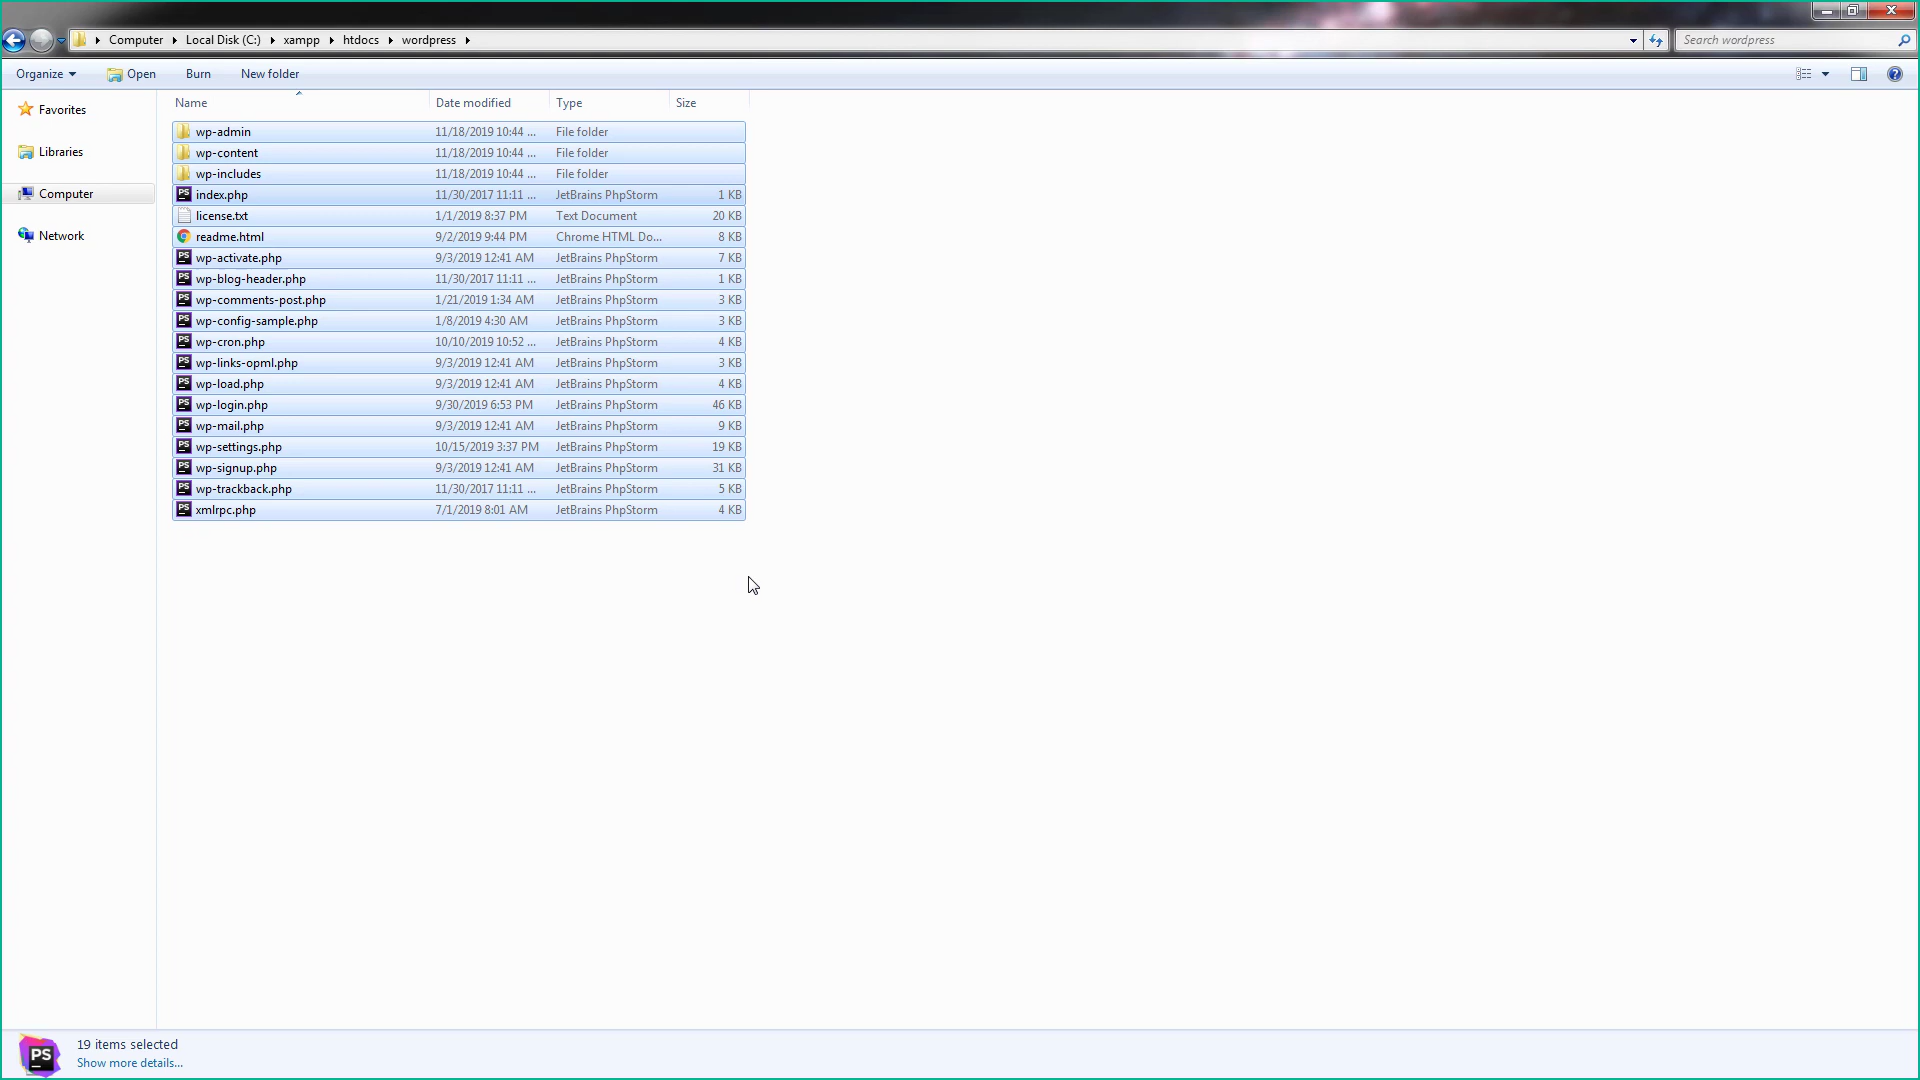 Computer Local Disk (C:) xampp htdocs wordpress Search wordpress
Organize Open Burn New folder
Name Date modified Type Size
Favorites
Libraries
Computer
Network
wp-admin 11/18/2019 10:44 ... File folder
wp-content 11/18/2019 10:44 ... File folder
wp-includes 11/18/2019 10:44 ... File folder
index.php 11/30/2017 11:11 ... JetBrains PhpStorm 1 KB
license.txt 1/1/2019 8:37 PM Text Document 20 KB
readme.html 9/2/2019 9:44 PM Chrome HTML Do... 8 KB
wp-activate.php 9/3/2019 12:41 AM JetBrains PhpStorm 7 KB
wp-blog-header.php 11/30/2017 11:11 ... JetBrains PhpStorm 1 KB
wp-comments-post.php 1/21/2019 1:34 AM JetBrains PhpStorm 3 KB
wp-config-sample.php 1/8/2019 4:30 AM JetBrains PhpStorm 3 KB
wp-cron.php 10/10/2019 10:52 ... JetBrains PhpStorm 4 KB
wp-links-opml.php 9/3/2019 12:41 AM JetBrains PhpStorm 3 KB
wp-load.php 9/3/2019 12:41 AM JetBrains PhpStorm 4 KB
wp-login.php 9/30/2019 6:53 PM JetBrains PhpStorm 46 KB
wp-mail.php 9/3/2019 12:41 AM JetBrains PhpStorm 9 KB
wp-settings.php 10/15/2019 3:37 PM JetBrains PhpStorm 19 KB
wp-signup.php 9/3/2019 12:41 AM JetBrains PhpStorm 31 KB
wp-trackback.php 11/30/2017 11:11 ... JetBrains PhpStorm 5 KB
xmlrpc.php 7/1/2019 8:01 AM JetBrains PhpStorm 4 KB
PS
19 items selected
Show more details...